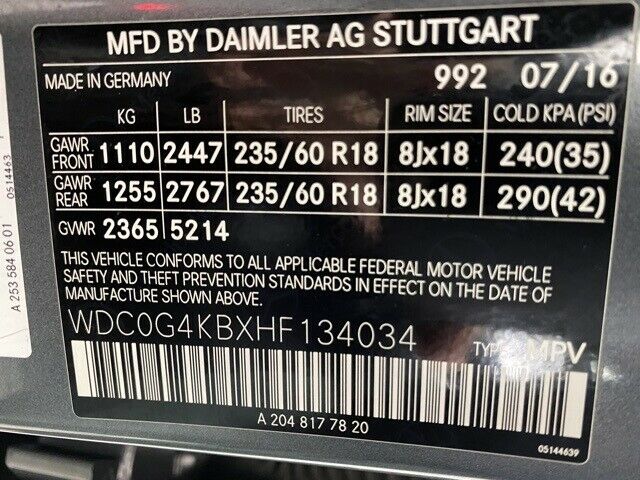 MFD BY DAIMLER AG STUTTGART
MADE IN GERMANY 992 07/16
KG LB TIRES RIM SIZE COLD KPA (PSI)
GAWR FRONT 1110 2447 235/60 R18 8Jx18 240(35)
GAWR REAR 1255 2767 235/60 R18 8Jx18 290(42)
GVWR 2365 5214
THIS VEHICLE CONFORMS TO ALL APPLICABLE FEDERAL MOTOR VEHICLE
SAFETY AND THEFT PREVENTION STANDARDS IN EFFECT ON THE DATE OF
MANUFACTURE SHOWN ABOVE.
WDC0G4KBXHF134034 TYPE: MPV
A 204 817 78 20
05144639
A 253 584 06 01
0514463